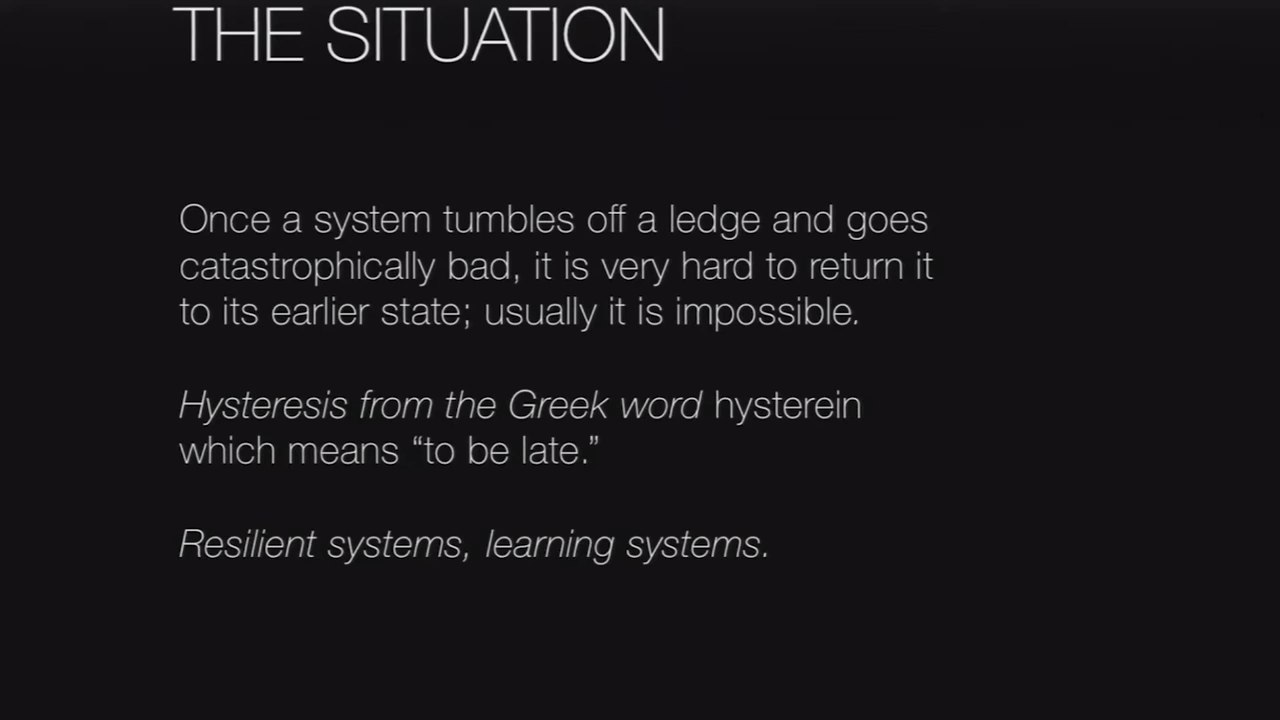 THE SITUATION
Once a system tumbles off a ledge and goes
catastrophically bad, it is very hard to return it
to its earlier state; usually it is impossible.
Hysteresis from the Greek word hysterein
which means “to be late.”
Resilient systems, learning systems.